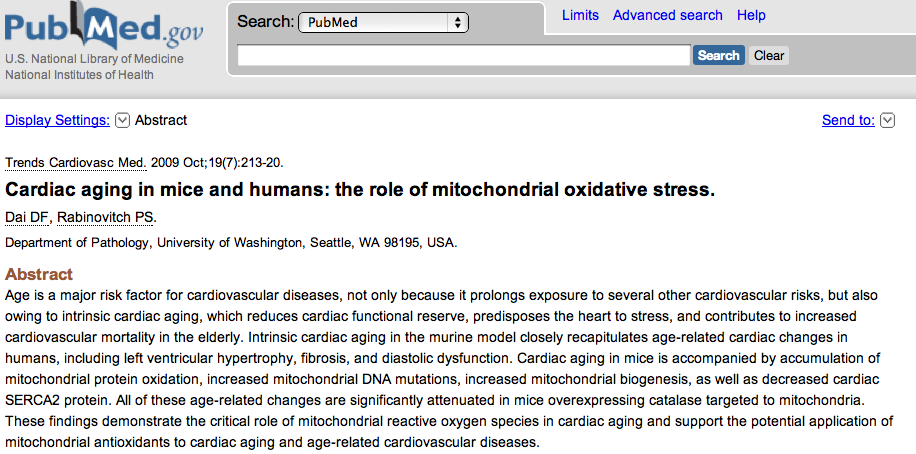 PubMed.gov
U.S. National Library of Medicine
National Institutes of Health
Search: PubMed
Limits Advanced search Help
Search Clear
Display Settings: Abstract
Send to:
Trends Cardiovasc Med. 2009 Oct;19(7):213-20.
Cardiac aging in mice and humans: the role of mitochondrial oxidative stress.
Dai DF, Rabinovitch PS.
Department of Pathology, University of Washington, Seattle, WA 98195, USA.
Abstract
Age is a major risk factor for cardiovascular diseases, not only because it prolongs exposure to several other cardiovascular risks, but also
owing to intrinsic cardiac aging, which reduces cardiac functional reserve, predisposes the heart to stress, and contributes to increased
cardiovascular mortality in the elderly. Intrinsic cardiac aging in the murine model closely recapitulates age-related cardiac changes in
humans, including left ventricular hypertrophy, fibrosis, and diastolic dysfunction. Cardiac aging in mice is accompanied by accumulation of
mitochondrial protein oxidation, increased mitochondrial DNA mutations, increased mitochondrial biogenesis, as well as decreased cardiac
SERCA2 protein. All of these age-related changes are significantly attenuated in mice overexpressing catalase targeted to mitochondria.
These findings demonstrate the critical role of mitochondrial reactive oxygen species in cardiac aging and support the potential application of
mitochondrial antioxidants to cardiac aging and age-related cardiovascular diseases.